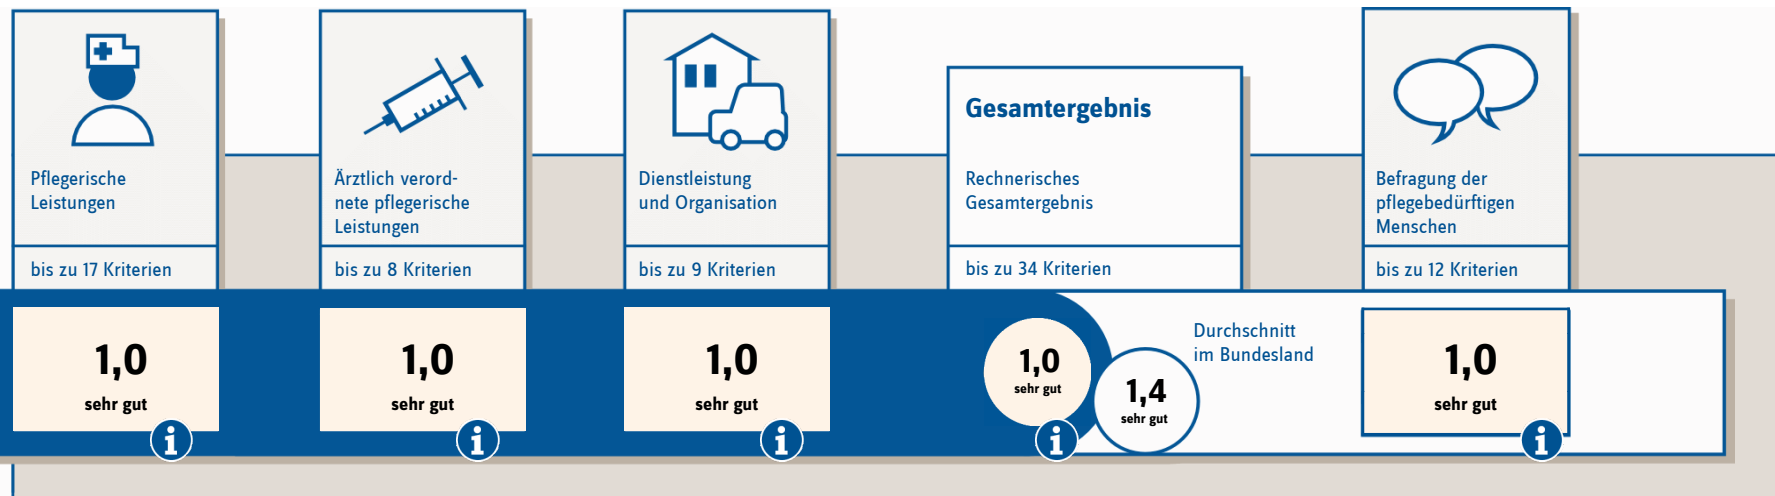 Pflegerische
Leistungen
bis zu 17 Kriterien
1,0
sehr gut
i
Ärztlich verord-
nete pflegerische
Leistungen
bis zu 8 Kriterien
1,0
sehr gut
i
Dienstleistung
und Organisation
bis zu 9 Kriterien
1,0
sehr gut
i
Gesamtergebnis
Rechnerisches
Gesamtergebnis
bis zu 34 Kriterien
1,0
sehr gut
i
1,4
sehr gut
Durchschnitt
im Bundesland
Befragung der
pflegebedürftigen
Menschen
bis zu 12 Kriterien
1,0
sehr gut
i